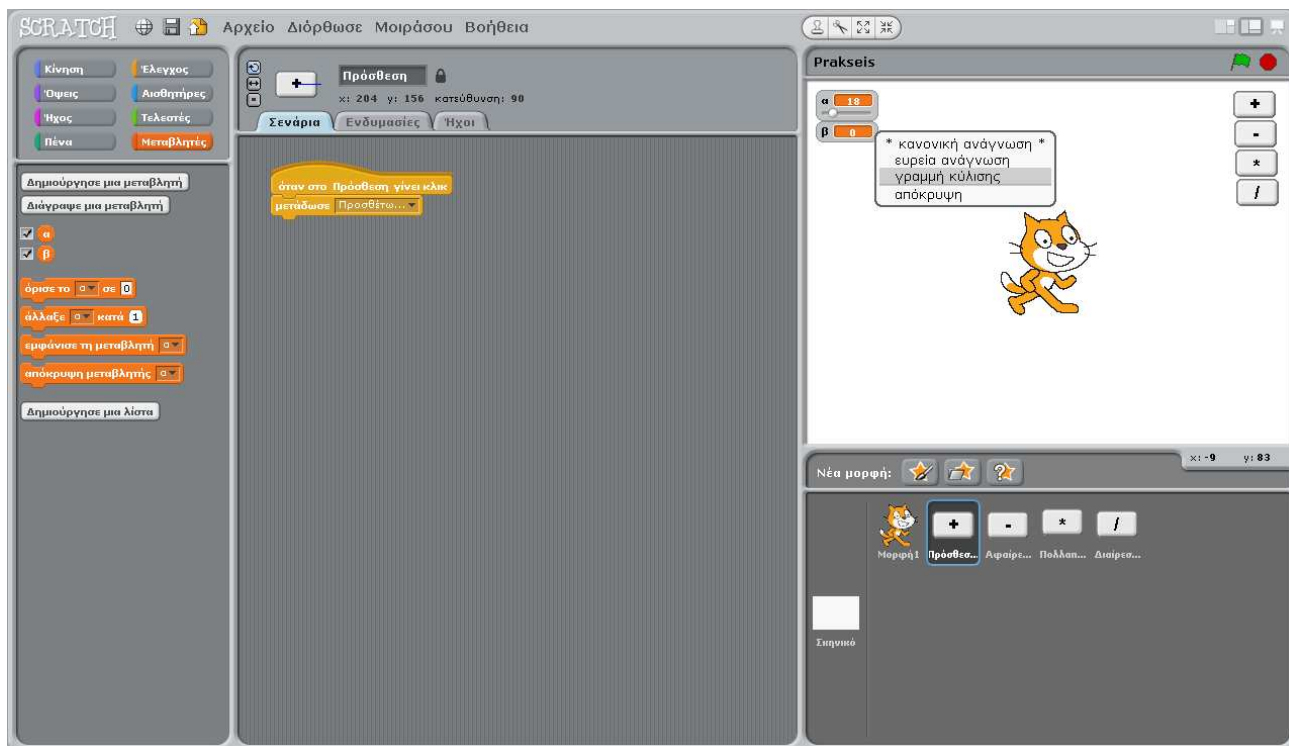 SCRATCH Αρχείο Διόρθωσε Μοιράσου Βοήθεια
Κίνηση Έλεγχος
Όψεις Αισθητήρες
Ήχος Τελεστές
Πένα Μεταβλητές
Δημιούργησε μια μεταβλητή
Διάγραψε μια μεταβλητή
α
β
όρισε το α σε 0
άλλαξε α κατά 1
εμφάνισε τη μεταβλητή α
απόκρυψη μεταβλητής α
Δημιούργησε μια λίστα
Πρόσθεση
x: 204 y: 156 κατεύθυνση: 90
Σενάρια Ενδυμασίες Ήχοι
όταν στο Πρόσθεση γίνει κλικ
μετάδωσε Προσθέτω...
Prakseis
α 18
β 0
* κανονική ανάγνωση *
ευρεία ανάγνωση
γραμμή κύλισης
απόκρυψη
+
-
*
/
x: -9 y: 83
Νέα μορφή:
+ - * /
Μορφή1 Πρόσθεσ... Αφαίρε... Πολλαπ... Διαίρεσ...
Σκηνικό